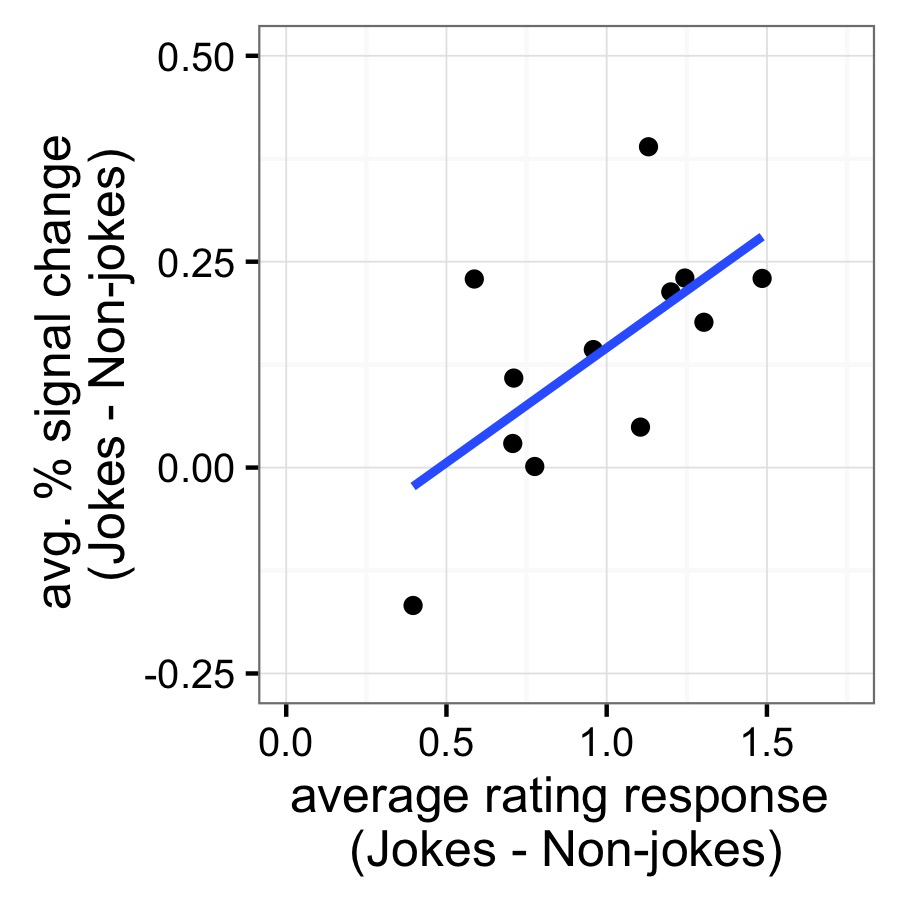 avg. % signal change
(Jokes - Non-jokes)
0.50
0.25
0.00
-0.25
0.0 0.5 1.0 1.5
average rating response
(Jokes - Non-jokes)